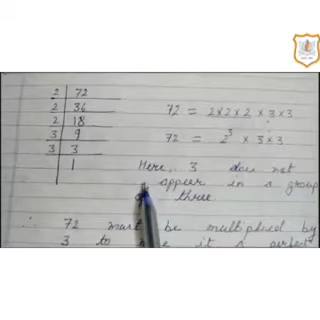 2 | 72
2 | 36
2 | 18
3 | 9
3 | 3
1
72 = 2×2×2 × 3×3
72 = 2³ × 3×3
Here, 3 does not
appear in a group
three
∴ 72 must be multiplied by
3 to it a perfect